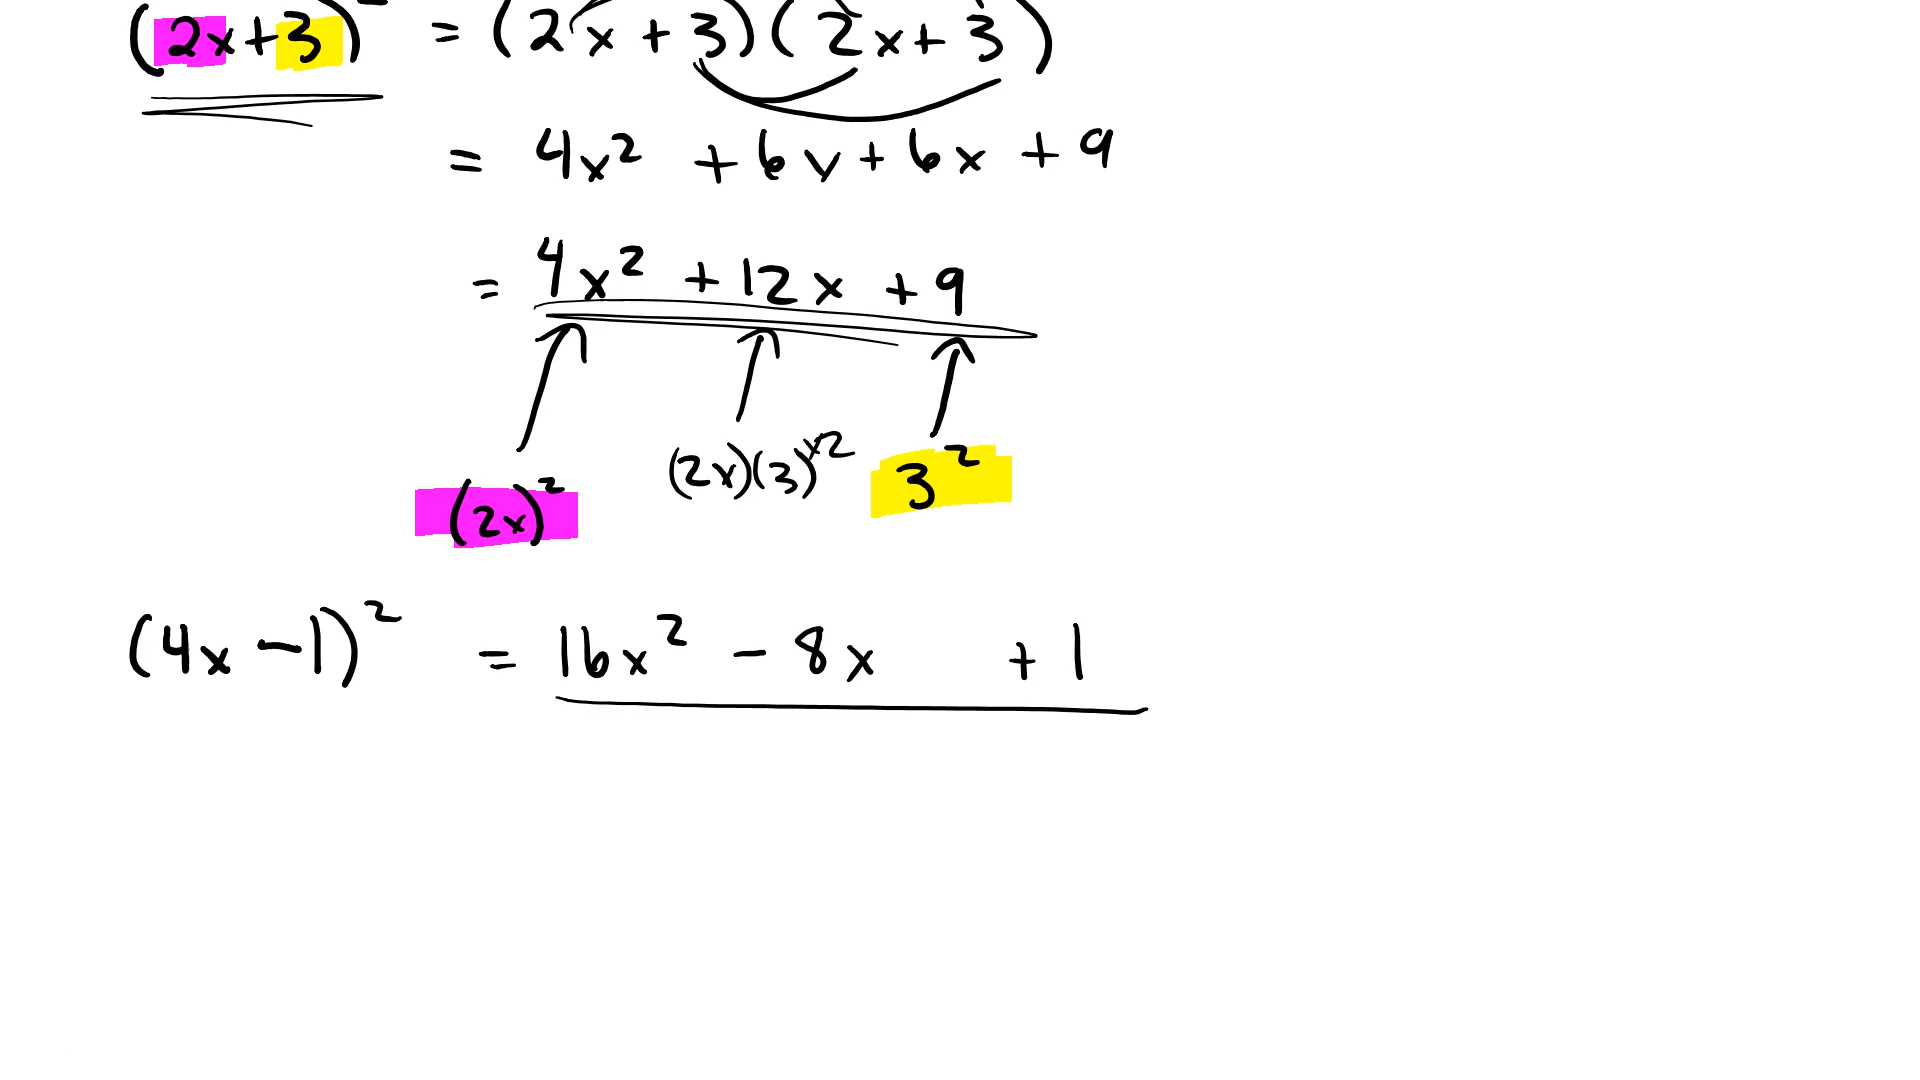 (2x+3)² = (2x+3)(2x+3)
= 4x² + 6v + 6x + 9
= 4x² + 12x + 9
(2x)² (2x)(3)×2 3²
(4x −1)² = 16x² − 8x + 1